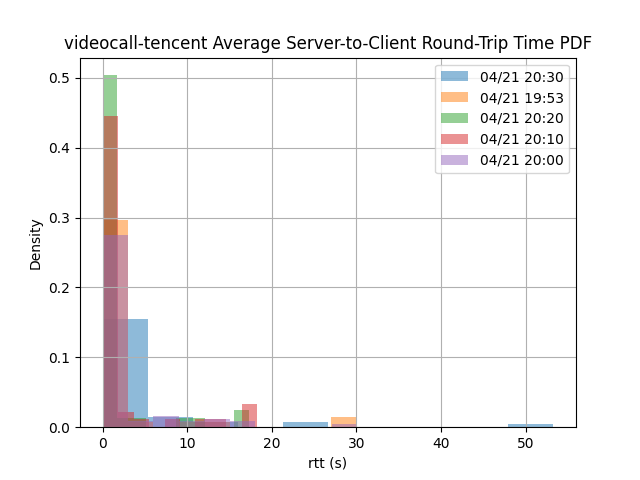 videocall-tencent Average Server-to-Client Round-Trip Time PDF
0.5
0.4
0.3
0.2
0.1
0.0
Density
04/21 20:30
04/21 19:53
04/21 20:20
04/21 20:10
04/21 20:00
0 10 20 30 40 50
rtt (s)